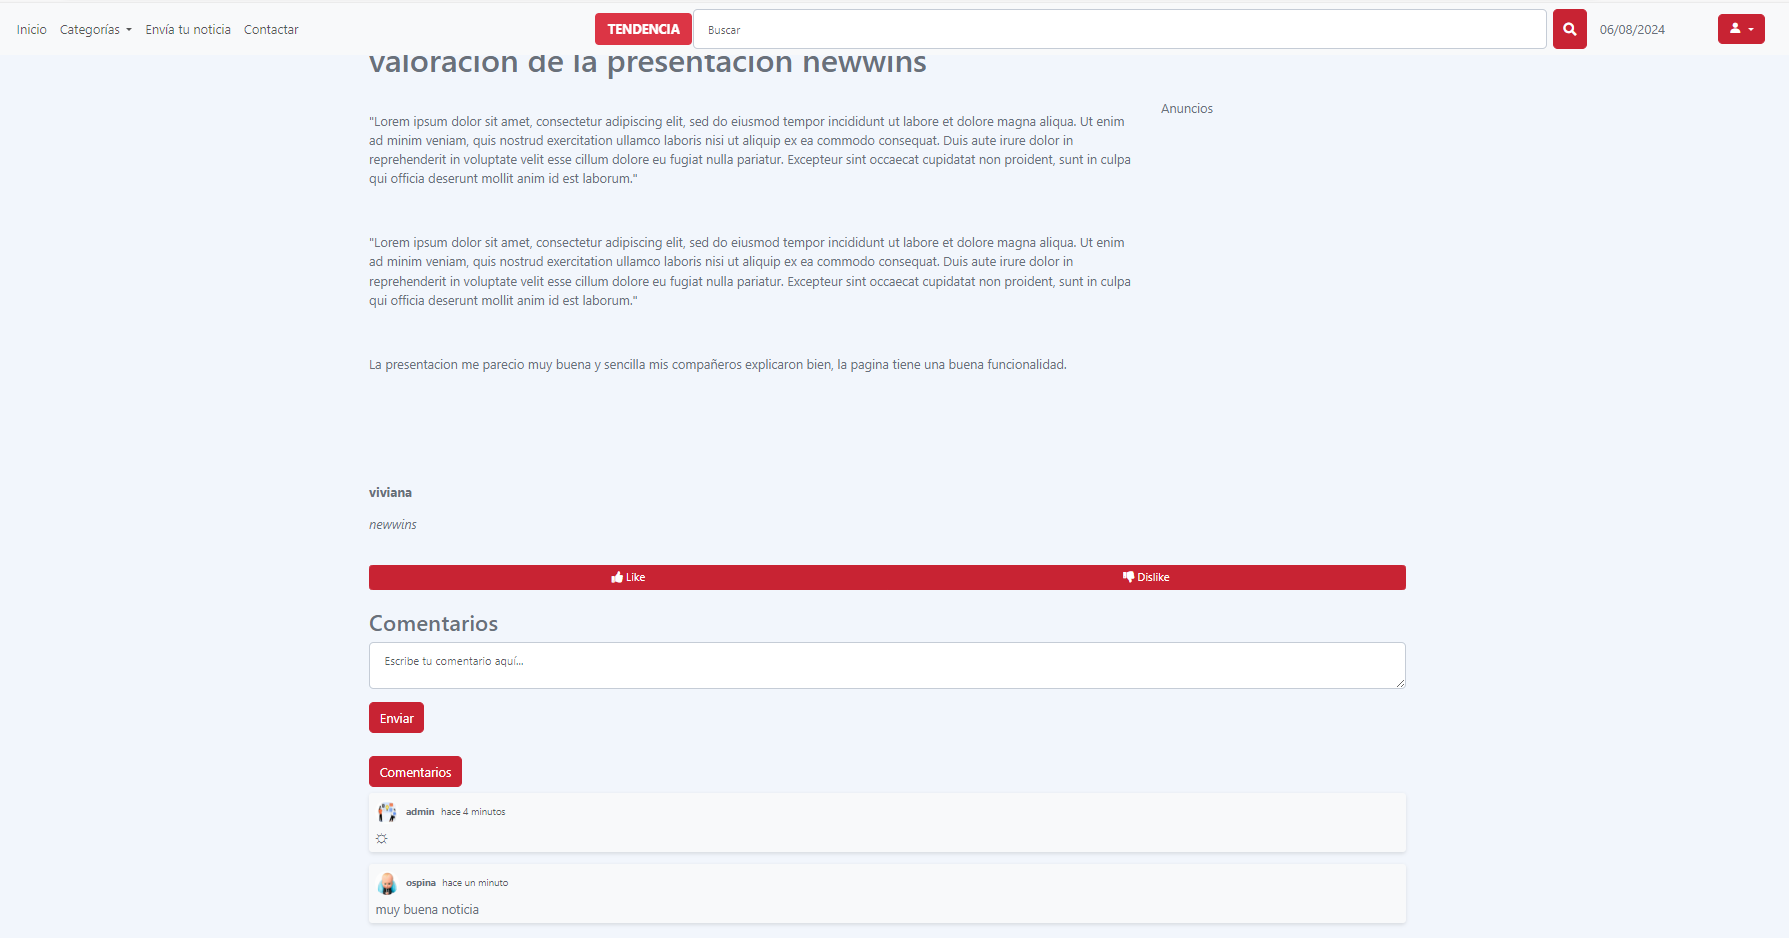 Inicio Categorías Envía tu noticia Contactar TENDENCIA Buscar 06/08/2024
valoracion de la presentacion newwins
Anuncios
"Lorem ipsum dolor sit amet, consectetur adipiscing elit, sed do eiusmod tempor incididunt ut labore et dolore magna aliqua. Ut enim
ad minim veniam, quis nostrud exercitation ullamco laboris nisi ut aliquip ex ea commodo consequat. Duis aute irure dolor in
reprehenderit in voluptate velit esse cillum dolore eu fugiat nulla pariatur. Excepteur sint occaecat cupidatat non proident, sunt in culpa
qui officia deserunt mollit anim id est laborum."
"Lorem ipsum dolor sit amet, consectetur adipiscing elit, sed do eiusmod tempor incididunt ut labore et dolore magna aliqua. Ut enim
ad minim veniam, quis nostrud exercitation ullamco laboris nisi ut aliquip ex ea commodo consequat. Duis aute irure dolor in
reprehenderit in voluptate velit esse cillum dolore eu fugiat nulla pariatur. Excepteur sint occaecat cupidatat non proident, sunt in culpa
qui officia deserunt mollit anim id est laborum."
La presentacion me parecio muy buena y sencilla mis compañeros explicaron bien, la pagina tiene una buena funcionalidad.
viviana
newwins
Like Dislike
Comentarios
Escribe tu comentario aquí...
Enviar
Comentarios
admin hace 4 minutos
ospina hace un minuto
muy buena noticia